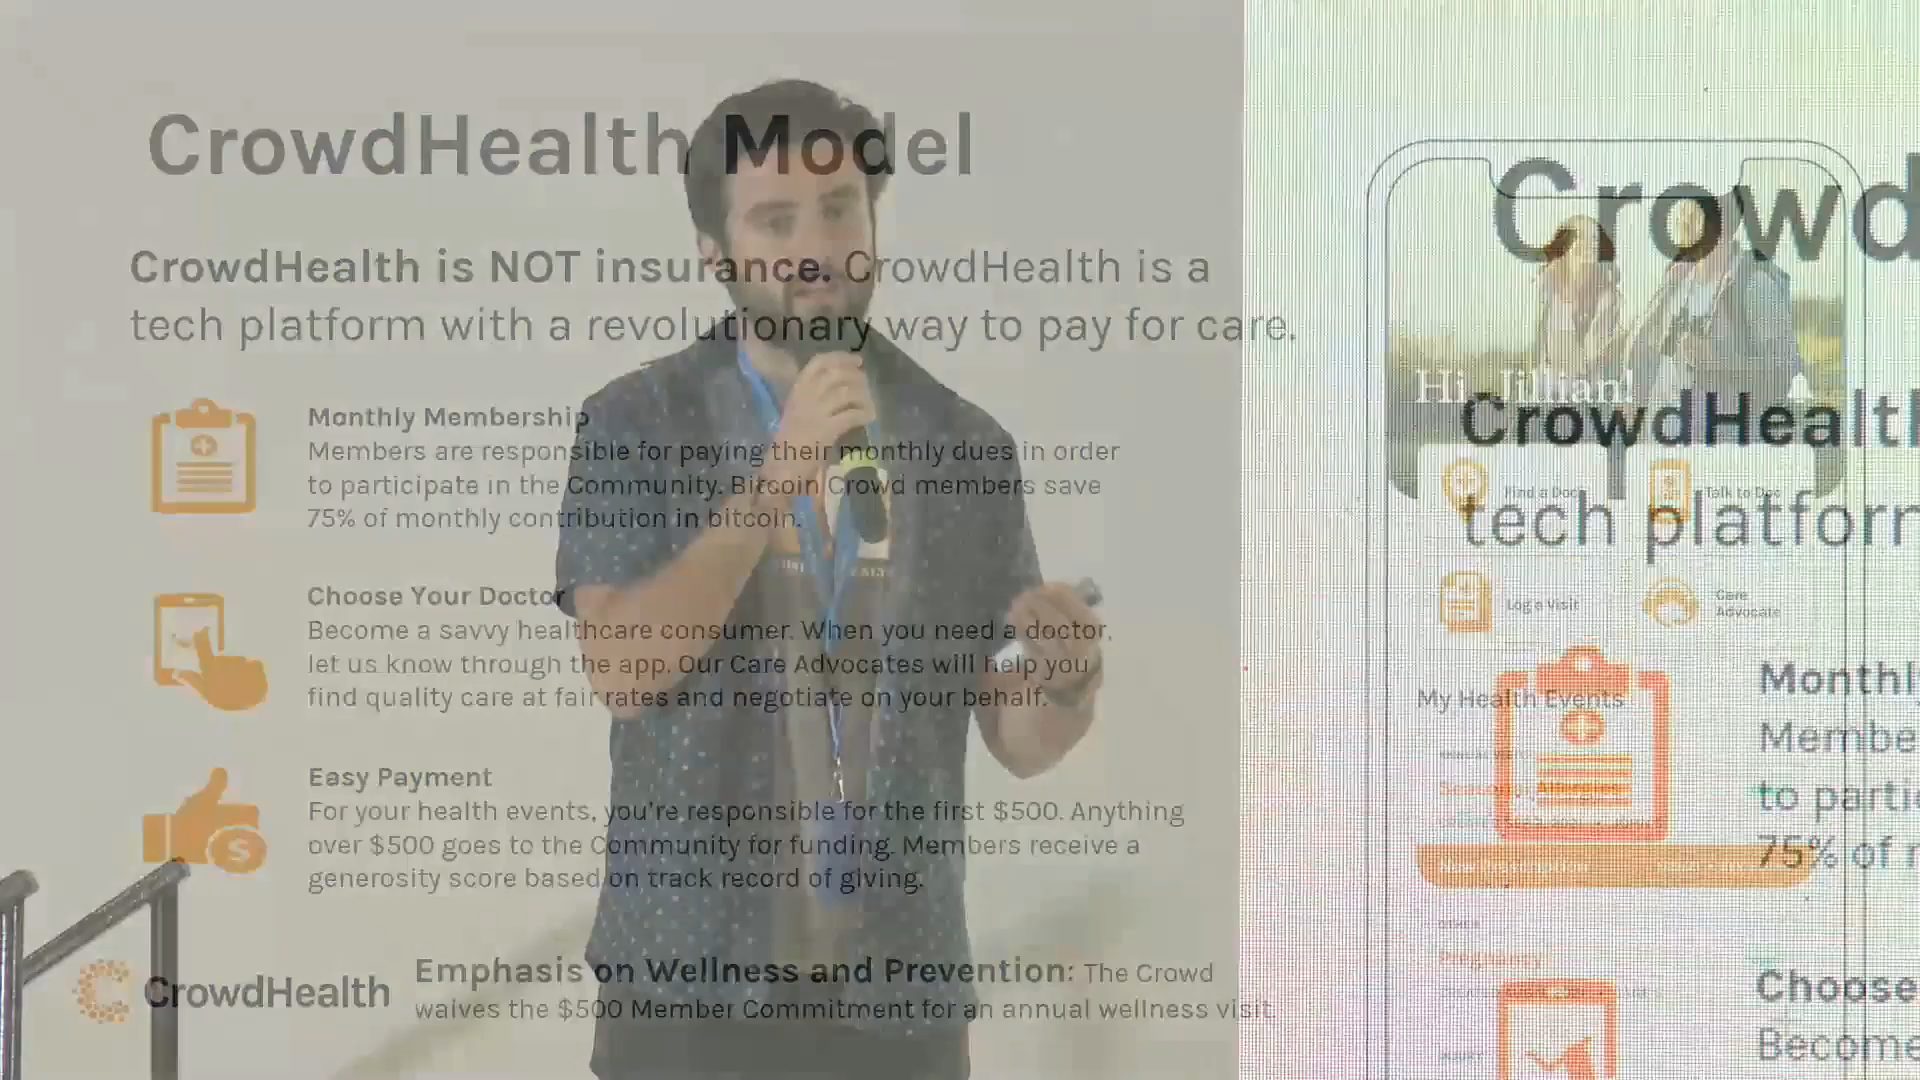 CrowdHealth Model
CrowdHealth is NOT insurance. CrowdHealth is a
tech platform with a revolutionary way to pay for care.
Monthly Membership
Members are responsible for paying their monthly dues in order
to participate in the Community. Bitcoin Crowd members save
75% of monthly contribution in bitcoin.
Choose Your Doctor
Become a savvy healthcare consumer. When you need a doctor,
let us know through the app. Our Care Advocates will help you
find quality care at fair rates and negotiate on your behalf.
Easy Payment
For your health events, you're responsible for the first $500. Anything
over $500 goes to the Community for funding. Members receive a
generosity score based on track record of giving.
CrowdHealth
Emphasis on Wellness and Prevention: The Crowd
waives the $500 Member Commitment for an annual wellness visit.
Hi, Jillian!
Find a Doc
Talk to Doc
Log a Visit
Care
Advocate
My Health Events
Allergies
OTHER
Pregnancy
INJURY
Crowd
CrowdHealth
tech platform
Monthl
Membe
to parti
75% of
Choose
Become